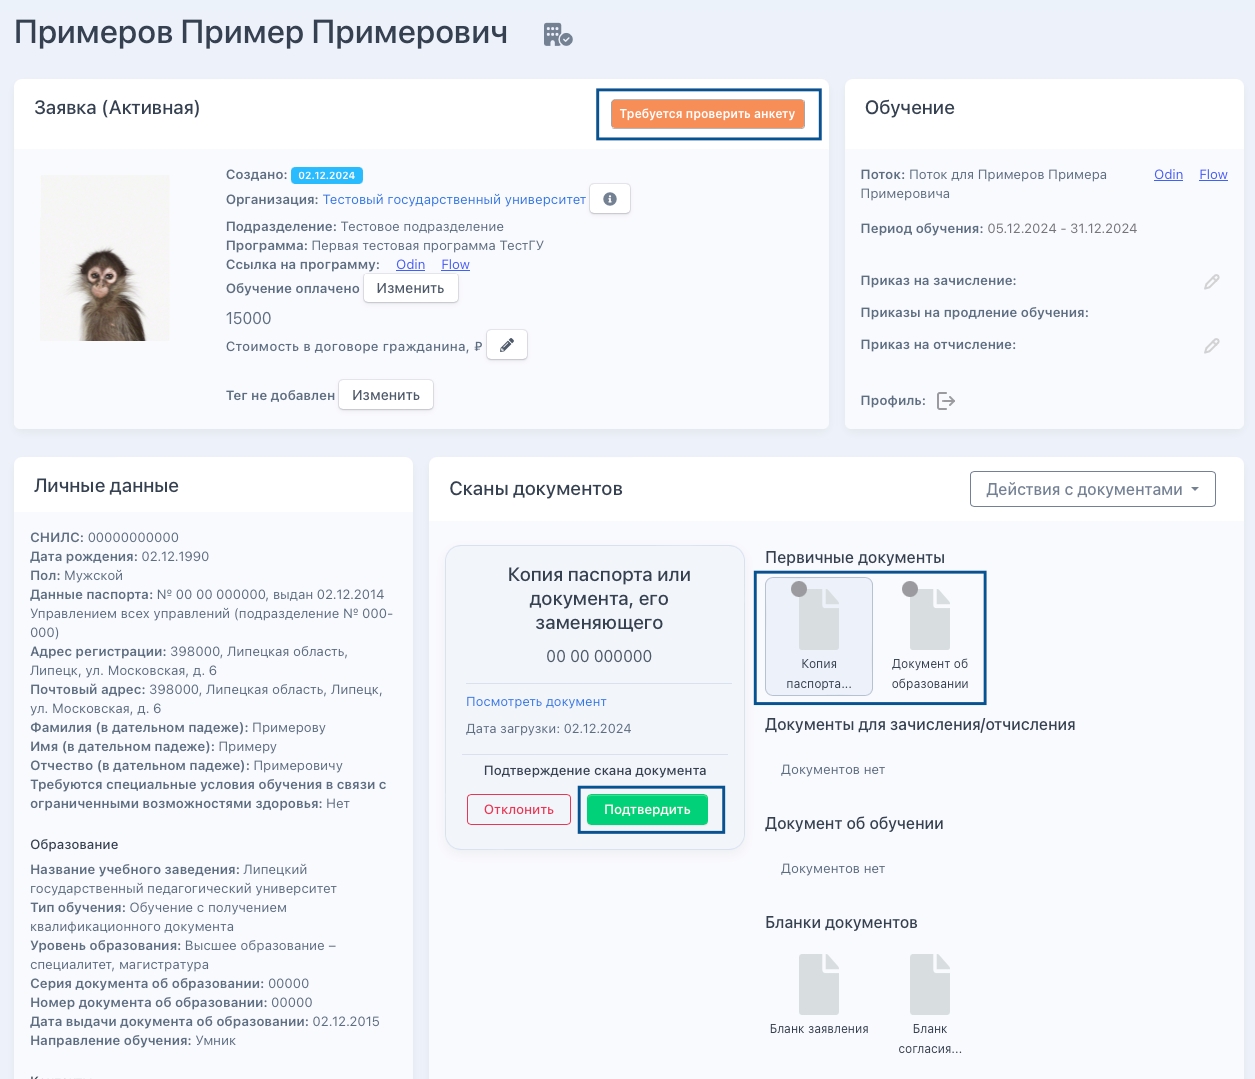 Примеров Пример Примерович
Заявка (Активная)
Требуется проверить анкету
Создано: 02.12.2024
Организация: Тестовый государственный университет
Подразделение: Тестовое подразделение
Программа: Первая тестовая программа ТестГУ
Ссылка на программу: Odin Flow
Обучение оплачено Изменить
15000
Стоимость в договоре гражданина, ₽
Тег не добавлен Изменить
Обучение
Поток: Поток для Примеров Примера Odin Flow
Примеровича
Период обучения: 05.12.2024 - 31.12.2024
Приказ на зачисление:
Приказы на продление обучения:
Приказ на отчисление:
Профиль:
Личные данные
СНИЛС: 00000000000
Дата рождения: 02.12.1990
Пол: Мужской
Данные паспорта: № 00 00 000000, выдан 02.12.2014
Управлением всех управлений (подразделение № 000-
000)
Адрес регистрации: 398000, Липецкая область,
Липецк, ул. Московская, д. 6
Почтовый адрес: 398000, Липецкая область, Липецк,
ул. Московская, д. 6
Фамилия (в дательном падеже): Примерову
Имя (в дательном падеже): Примеру
Отчество (в дательном падеже): Примеровичу
Требуются специальные условия обучения в связи с
ограниченными возможностями здоровья: Нет
Образование
Название учебного заведения: Липецкий
государственный педагогический университет
Тип обучения: Обучение с получением
квалификационного документа
Уровень образования: Высшее образование –
специалитет, магистратура
Серия документа об образовании: 00000
Номер документа об образовании: 00000
Дата выдачи документа об образовании: 02.12.2015
Направление обучения: Умник
Сканы документов
Действия с документами
Копия паспорта или
документа, его
заменяющего
00 00 000000
Посмотреть документ
Дата загрузки: 02.12.2024
Подтверждение скана документа
Отклонить Подтвердить
Первичные документы
Копия
паспорта...
Документ об
образовании
Документы для зачисления/отчисления
Документов нет
Документ об обучении
Документов нет
Бланки документов
Бланк заявления
Бланк
согласия...